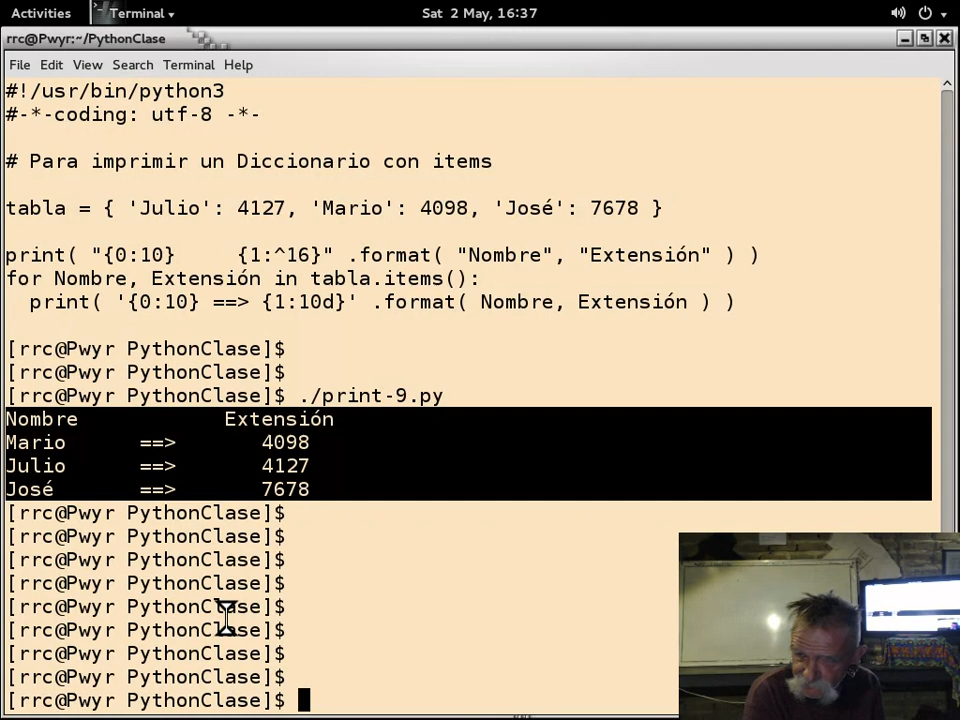 Activities Terminal Sat 2 May, 16:37
rrc@Pwyr:~/PythonClase
File Edit View Search Terminal Help
#!/usr/bin/python3
#-*-coding: utf-8 -*-
# Para imprimir un Diccionario con items
tabla = { 'Julio': 4127, 'Mario': 4098, 'José': 7678 }
print( "{0:10}     {1:^16}" .format( "Nombre", "Extensión" ) )
for Nombre, Extensión in tabla.items():
  print( '{0:10} ==> {1:10d}' .format( Nombre, Extensión ) )
[rrc@Pwyr PythonClase]$
[rrc@Pwyr PythonClase]$
[rrc@Pwyr PythonClase]$ ./print-9.py
Nombre            Extensión
Mario      ==>       4098
Julio      ==>       4127
José       ==>       7678
[rrc@Pwyr PythonClase]$
[rrc@Pwyr PythonClase]$
[rrc@Pwyr PythonClase]$
[rrc@Pwyr PythonClase]$
[rrc@Pwyr PythonClase]$
[rrc@Pwyr PythonClase]$
[rrc@Pwyr PythonClase]$
[rrc@Pwyr PythonClase]$
[rrc@Pwyr PythonClase]$